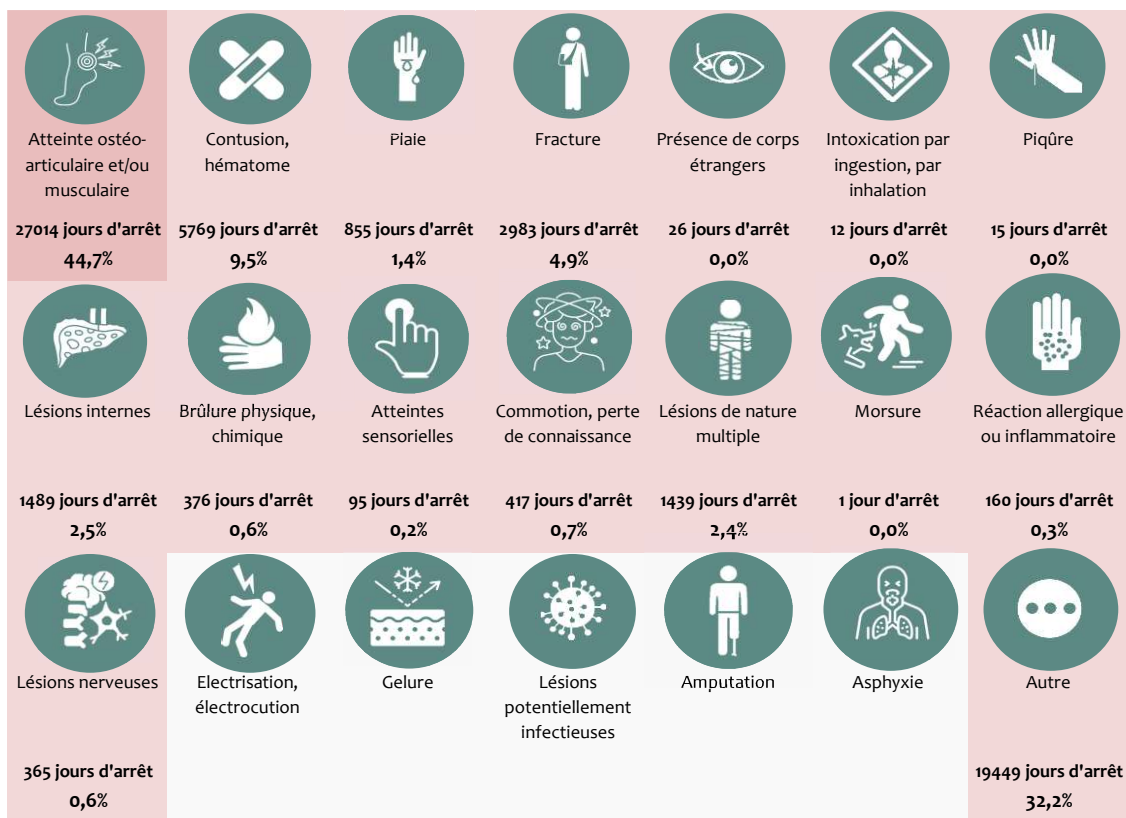 Atteinte ostéo-
articulaire et/ou
musculaire
27014 jours d'arrêt
44,7%
Contusion,
hématome
5769 jours d'arrêt
9,5%
Plaie
855 jours d'arrêt
1,4%
Fracture
2983 jours d'arrêt
4,9%
Présence de corps
étrangers
26 jours d'arrêt
0,0%
Intoxication par
ingestion, par
inhalation
12 jours d'arrêt
0,0%
Piqûre
15 jours d'arrêt
0,0%
Lésions internes
1489 jours d'arrêt
2,5%
Brûlure physique,
chimique
376 jours d'arrêt
0,6%
Atteintes
sensorielles
95 jours d'arrêt
0,2%
Commotion, perte
de connaissance
417 jours d'arrêt
0,7%
Lésions de nature
multiple
1439 jours d'arrêt
2,4%
Morsure
1 jour d'arrêt
0,0%
Réaction allergique
ou inflammatoire
160 jours d'arrêt
0,3%
Lésions nerveuses
365 jours d'arrêt
0,6%
Electrisation,
électrocution
Gelure
Lésions
potentiellement
infectieuses
Amputation
Asphyxie
Autre
19449 jours d'arrêt
32,2%